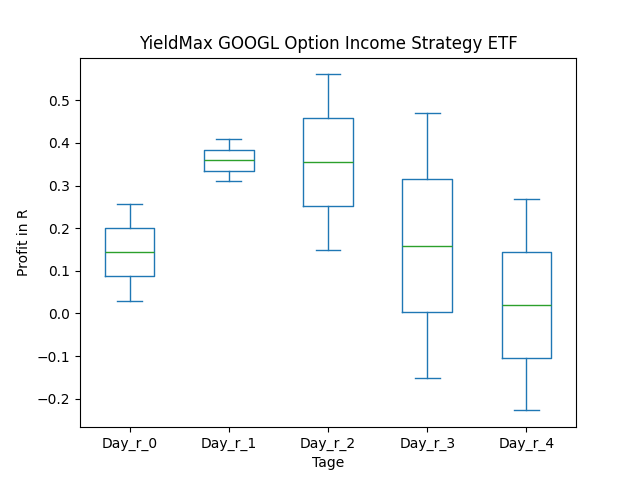 YieldMax GOOGL Option Income Strategy ETF
Profit in R
0.5
0.4
0.3
0.2
0.1
0.0
−0.1
−0.2
Day_r_0 Day_r_1 Day_r_2 Day_r_3 Day_r_4
Tage